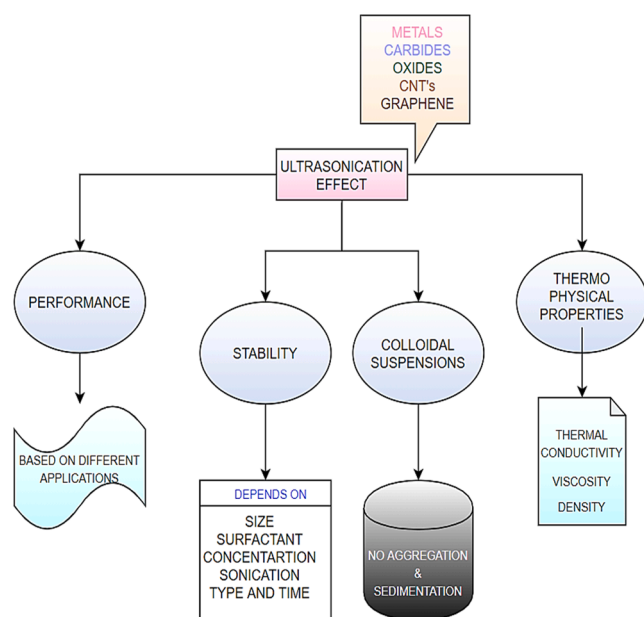 METALS
CARBIDES
OXIDES
CNT's
GRAPHENE
ULTRASONICATION
EFFECT
PERFORMANCE
STABILITY
COLLOIDAL
SUSPENSIONS
THERMO
PHYSICAL
PROPERTIES
BASED ON DIFFERENT
APPLICATIONS
DEPENDS ON
SIZE
SURFACTANT
CONCENTARTION
SONICATION
TYPE AND TIME
NO AGGREGATION
&
SEDIMENTATION
THERMAL
CONDUCTIVITY
VISCOSITY
DENSITY